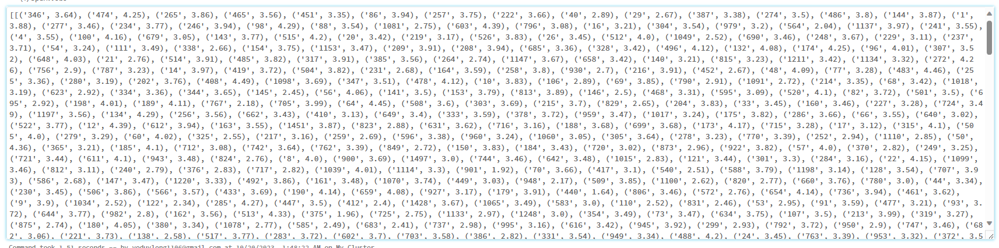 [[('346', 3.64), ('474', 4.25), ('265', 3.86), ('465', 3.56), ('451', 3.35), ('86', 3.94), ('257', 3.75), ('222', 3.66), ('40', 2.89), ('29', 2.67), ('387', 3.38), ('274', 3.5), ('486', 3.8), ('144', 3.87), ('1',
3.88), ('277', 3.46), ('234', 3.77), ('246', 3.94), ('98', 4.29), ('88', 3.54), ('1081', 2.75), ('603', 4.39), ('796', 3.08), ('16', 3.21), ('304', 3.54), ('979', 3.2), ('564', 2.04), ('1137', 3.97), ('241', 3.55),
('4', 3.55), ('100', 4.16), ('679', 3.05), ('143', 3.77), ('515', 4.2), ('20', 3.42), ('219', 3.17), ('526', 3.83), ('26', 3.45), ('512', 4.0), ('1049', 2.52), ('690', 3.46), ('248', 3.67), ('229', 3.11), ('237',
3.71), ('54', 3.24), ('111', 3.49), ('338', 2.66), ('154', 3.75), ('1153', 3.47), ('209', 3.91), ('208', 3.94), ('685', 3.36), ('328', 3.42), ('496', 4.12), ('132', 4.08), ('174', 4.25), ('96', 4.01), ('307', 3.5
2), ('648', 4.03), ('21', 2.76), ('514', 3.91), ('485', 3.82), ('317', 3.91), ('385', 3.56), ('264', 2.74), ('1147', 3.67), ('658', 3.42), ('140', 3.21), ('815', 3.23), ('1211', 3.42), ('1134', 3.32), ('272', 4.2
6), ('756', 2.9), ('787', 3.23), ('14', 3.97), ('419', 3.72), ('504', 3.82), ('231', 2.68), ('164', 3.59), ('258', 3.8), ('930', 2.7), ('216', 3.91), ('452', 2.67), ('48', 4.09), ('77', 3.28), ('483', 4.46), ('25
5', 3.36), ('280', 3.19), ('202', 3.76), ('408', 4.49), ('1098', 3.69), ('347', 3.51), ('478', 4.12), ('10', 3.83), ('106', 2.89), ('69', 3.85), ('790', 2.91), ('1091', 2.72), ('214', 3.35), ('68', 3.42), ('1018',
3.19), ('623', 2.92), ('334', 3.36), ('344', 3.65), ('145', 2.45), ('56', 4.06), ('141', 3.5), ('153', 3.79), ('813', 3.89), ('146', 2.5), ('468', 3.31), ('595', 3.09), ('520', 4.1), ('82', 3.72), ('501', 3.5), ('6
95', 2.92), ('198', 4.01), ('189', 4.11), ('767', 2.18), ('705', 3.99), ('64', 4.45), ('508', 3.6), ('303', 3.69), ('215', 3.7), ('829', 2.65), ('204', 3.83), ('33', 3.45), ('160', 3.46), ('227', 3.28), ('724', 3.4
9), ('1197', 3.56), ('134', 4.29), ('256', 3.56), ('662', 3.43), ('410', 3.13), ('649', 3.4), ('333', 3.59), ('378', 3.72), ('959', 3.47), ('1017', 3.24), ('175', 3.82), ('286', 3.66), ('66', 3.55), ('640', 3.02),
('522', 3.77), ('12', 4.39), ('612', 3.94), ('163', 3.55), ('1451', 3.87), ('823', 2.88), ('631', 3.62), ('716', 3.16), ('188', 3.68), ('699', 3.68), ('173', 4.17), ('715', 3.28), ('17', 3.12), ('315', 4.1), ('50
5', 4.0), ('279', 3.29), ('60', 4.02), ('325', 2.55), ('217', 3.16), ('259', 2.69), ('596', 3.38), ('960', 3.24), ('1060', 3.05), ('305', 3.64), ('278', 3.23), ('770', 3.39), ('252', 2.94), ('1110', 2.85), ('50',
4.36), ('365', 3.21), ('185', 4.1), ('712', 3.08), ('742', 3.64), ('762', 3.39), ('849', 2.72), ('150', 3.83), ('184', 3.43), ('720', 3.02), ('873', 2.96), ('922', 3.82), ('57', 4.0), ('370', 2.82), ('249', 3.25),
('721', 3.44), ('611', 4.1), ('943', 3.48), ('824', 2.76), ('8', 4.0), ('900', 3.69), ('1497', 3.0), ('744', 3.46), ('642', 3.48), ('1015', 2.83), ('121', 3.44), ('301', 3.3), ('284', 3.16), ('22', 4.15), ('1099',
3.46), ('812', 3.11), ('240', 2.79), ('376', 2.83), ('717', 2.82), ('1039', 4.01), ('1114', 3.3), ('901', 1.92), ('70', 3.66), ('417', 3.1), ('540', 2.51), ('588', 3.79), ('1198', 3.14), ('128', 3.54), ('707', 3.9
3), ('586', 2.68), ('147', 3.47), ('1220', 3.33), ('492', 3.86), ('161', 3.48), ('1070', 3.74), ('449', 3.03), ('948', 2.17), ('509', 3.85), ('1100', 2.62), ('820', 2.77), ('660', 3.76), ('780', 3.0), ('44', 3.34),
('230', 3.45), ('506', 3.86), ('566', 3.57), ('433', 3.69), ('190', 4.14), ('659', 4.08), ('927', 3.17), ('179', 3.91), ('440', 1.64), ('806', 3.46), ('572', 2.76), ('654', 4.14), ('736', 3.94), ('461', 3.62),
('9', 3.9), ('1034', 2.52), ('122', 2.34), ('285', 4.27), ('447', 3.5), ('412', 2.4), ('1428', 3.67), ('1065', 3.49), ('583', 3.0), ('110', 2.52), ('831', 2.46), ('53', 2.95), ('91', 3.59), ('477', 3.21), ('93', 3.
72), ('644', 3.77), ('982', 2.8), ('162', 3.56), ('513', 4.33), ('375', 1.96), ('725', 2.75), ('1133', 2.97), ('1248', 3.0), ('354', 3.49), ('73', 3.47), ('634', 3.75), ('107', 3.5), ('213', 3.99), ('319', 3.27),
('875', 2.74), ('180', 4.05), ('380', 3.34), ('1078', 2.77), ('585', 2.49), ('683', 2.41), ('737', 2.98), ('995', 3.16), ('616', 3.42), ('945', 3.92), ('299', 2.93), ('792', 3.72), ('950', 2.9), ('747', 3.46), ('68
2', 3.06), ('221', 3.73), ('138', 2.58), ('517', 3.77), ('283', 3.72), ('602', 3.7), ('703', 3.58), ('386', 2.82), ('331', 3.54), ('949', 3.34), ('488', 4.2), ('24', 3.45), ('763', 3.39), ('953', 3.32), ('372', 3.5
Command took 1.51 seconds -- by at 10/20/2023, 1:48:22 AM on My Cluster